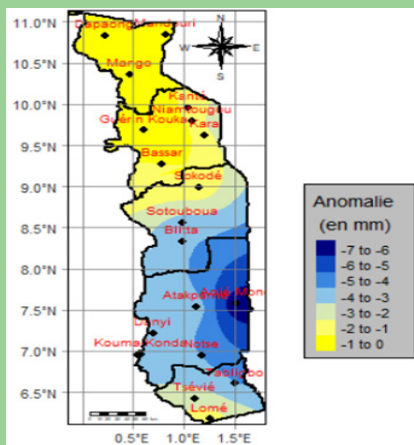 N
W E
S
11.0°N
10.5°N
10.0°N
9.5°N
9.0°N
8.5°N
8.0°N
7.5°N
7.0°N
6.5°N
Dapaong Mandouri
Mango
Kanté
Niamtougou
Guérin Kouka Kara
Bassar
Sokodé
Sotouboua
Blitta
Atakpamé
Danyi
Kouma Konda Notse
Tabligbo
Tsévié
Lomé
0.5°E 1.0°E 1.5°E
Anomalie
(en mm)
-7 to -6
-6 to -5
-5 to -4
-4 to -3
-3 to -2
-2 to -1
-1 to 0